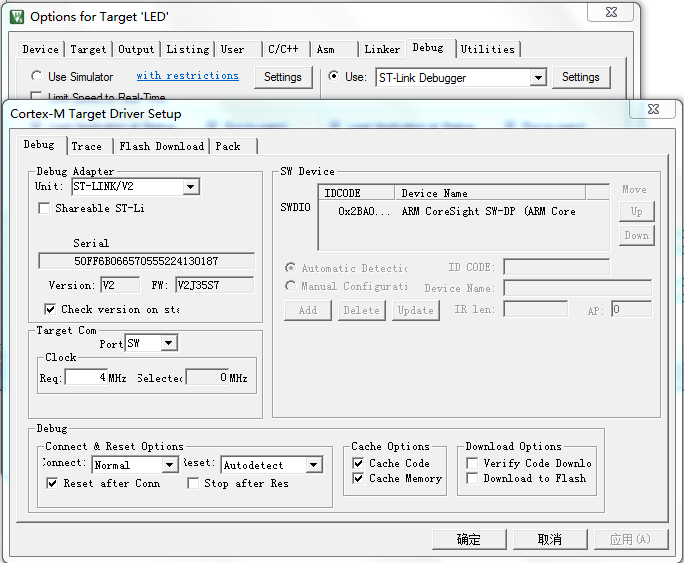 Options for Target 'LED'
Device Target Output Listing User C/C++ Asm Linker Debug Utilities
Use Simulator with restrictions Settings Use: ST-Link Debugger Settings
Limit Speed to Real-Time
Cortex-M Target Driver Setup
Debug Trace Flash Download Pack
Debug Adapter
Unit: ST-LINK/V2
Shareable ST-Li
Serial
50FF6B066570555224130187
Version: V2 FW: V2J35S7
Check version on sta
Target Com
Port SW
Clock
Req: 4 MHz Selected 0 MHz
SW Device
IDCODE Device Name Move
SWDIO 0x2BA0... ARM CoreSight SW-DP (ARM Core Up
Down
Automatic Detectic ID CODE:
Manual Configurati Device Name:
Add Delete Update IR len: AP: 0
Debug
Connect & Reset Options
Connect: Normal Reset: Autodetect
Reset after Conn Stop after Res
Cache Options
Cache Code
Cache Memory
Download Options
Verify Code Downlo
Download to Flash
确定 取消 应用(A)